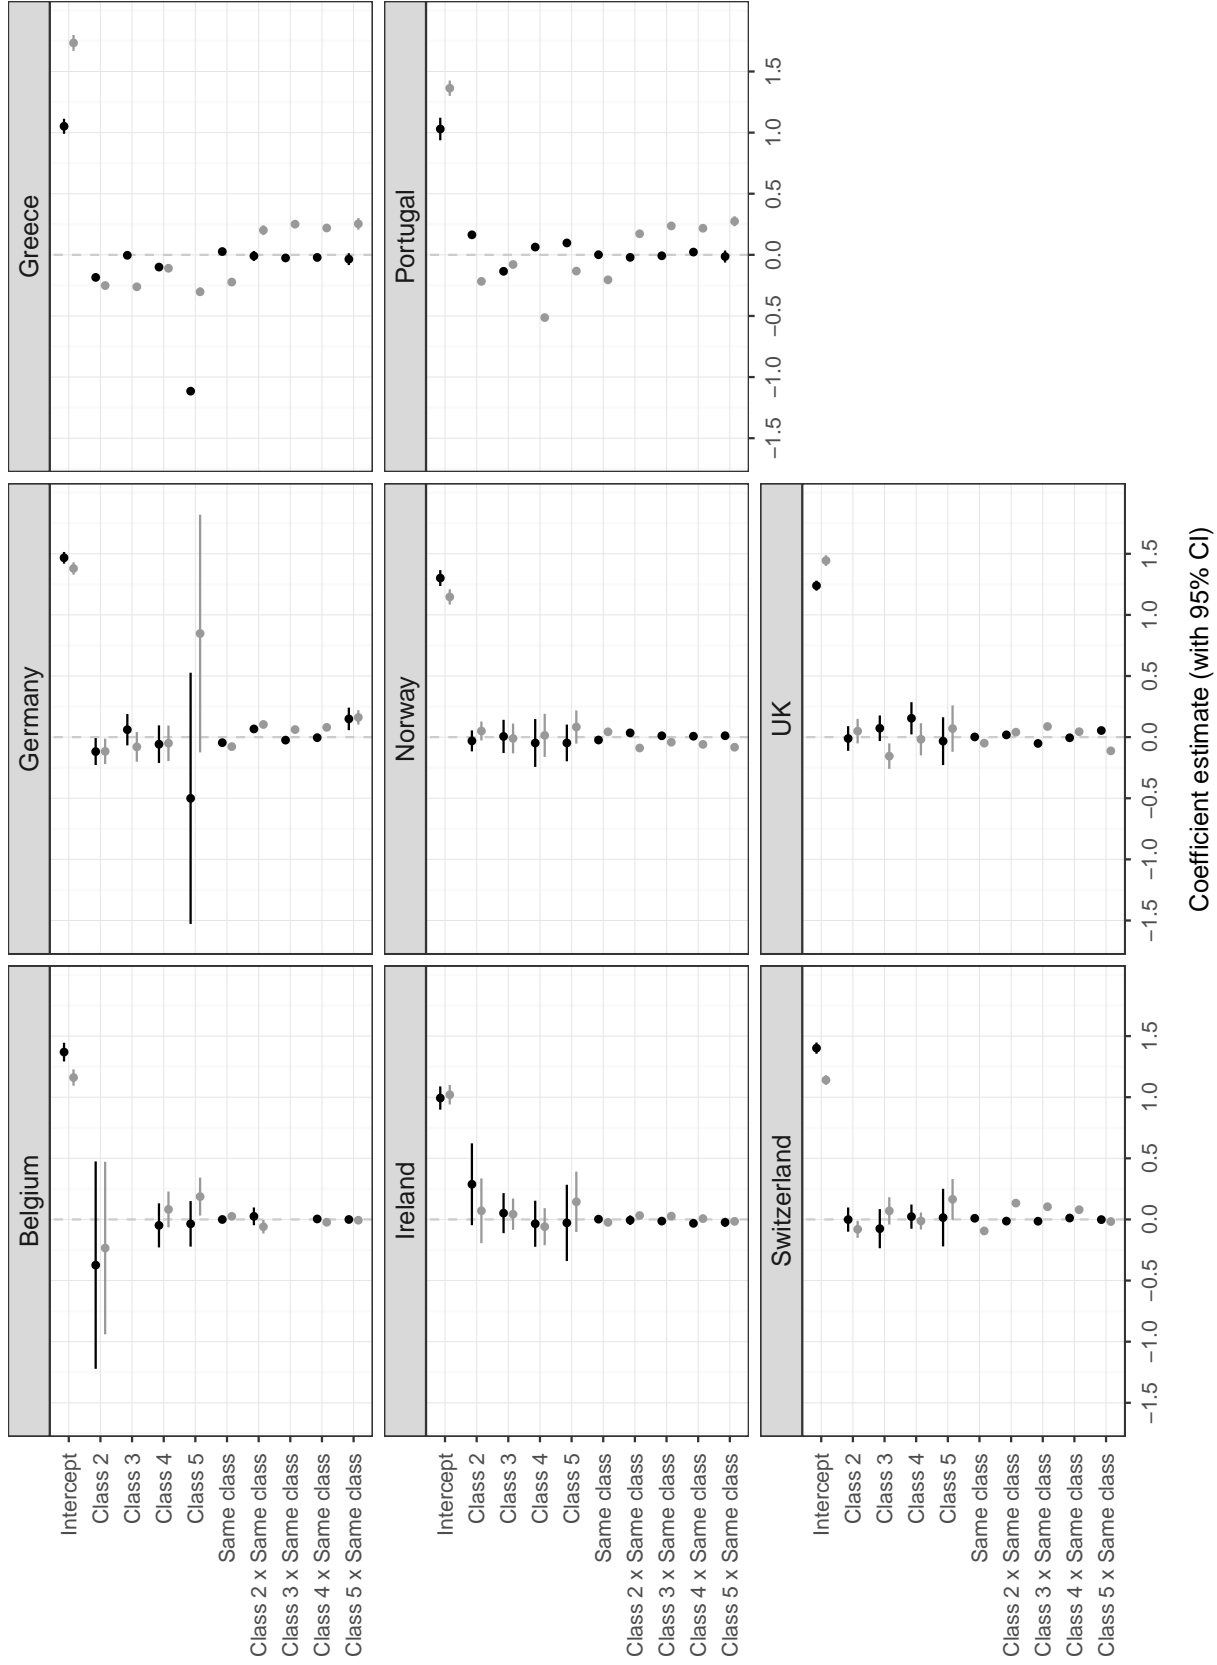 Belgium
Germany
Greece
Intercept
Class 2
Class 3
Class 4
Class 5
Same class
Class 2 x Same class
Class 3 x Same class
Class 4 x Same class
Class 5 x Same class
Ireland
Norway
Portugal
Intercept
Class 2
Class 3
Class 4
Class 5
Same class
Class 2 x Same class
Class 3 x Same class
Class 4 x Same class
Class 5 x Same class
−1.5 −1.0 −0.5 0.0 0.5 1.0 1.5
Switzerland
UK
Intercept
Class 2
Class 3
Class 4
Class 5
Same class
Class 2 x Same class
Class 3 x Same class
Class 4 x Same class
Class 5 x Same class
−1.5 −1.0 −0.5 0.0 0.5 1.0 1.5
−1.5 −1.0 −0.5 0.0 0.5 1.0 1.5
Coefficient estimate (with 95% CI)